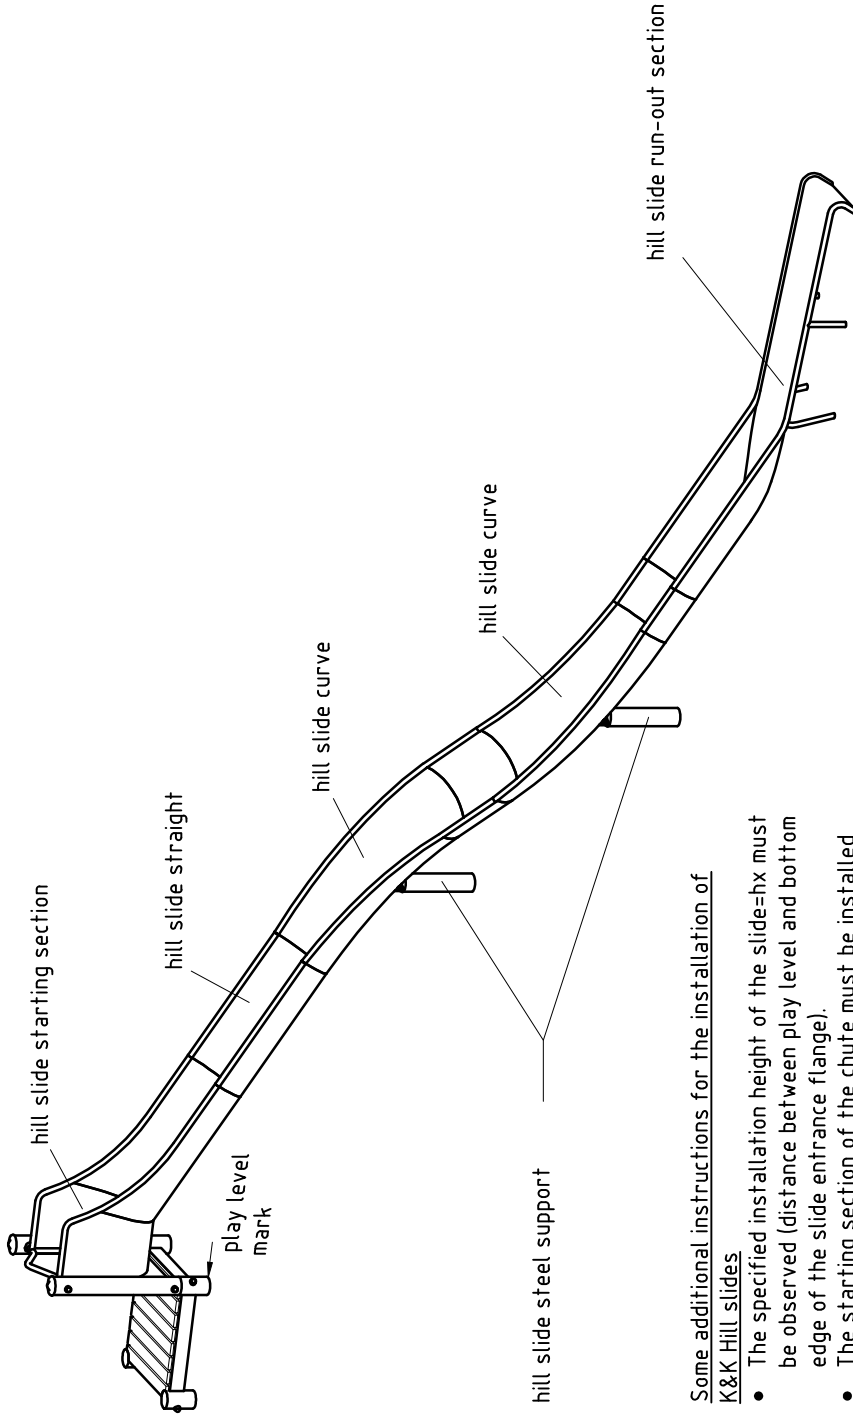 hill slide starting section
hill slide straight
hill slide curve
hill slide curve
hill slide run-out section
play level
mark
hill slide steel support
Some additional instructions for the installation of
K&K Hill slides
• The specified installation height of the slide=hx must
be observed (distance between play level and bottom
edge of the slide entrance flange).
• The starting section of the chute must be installed